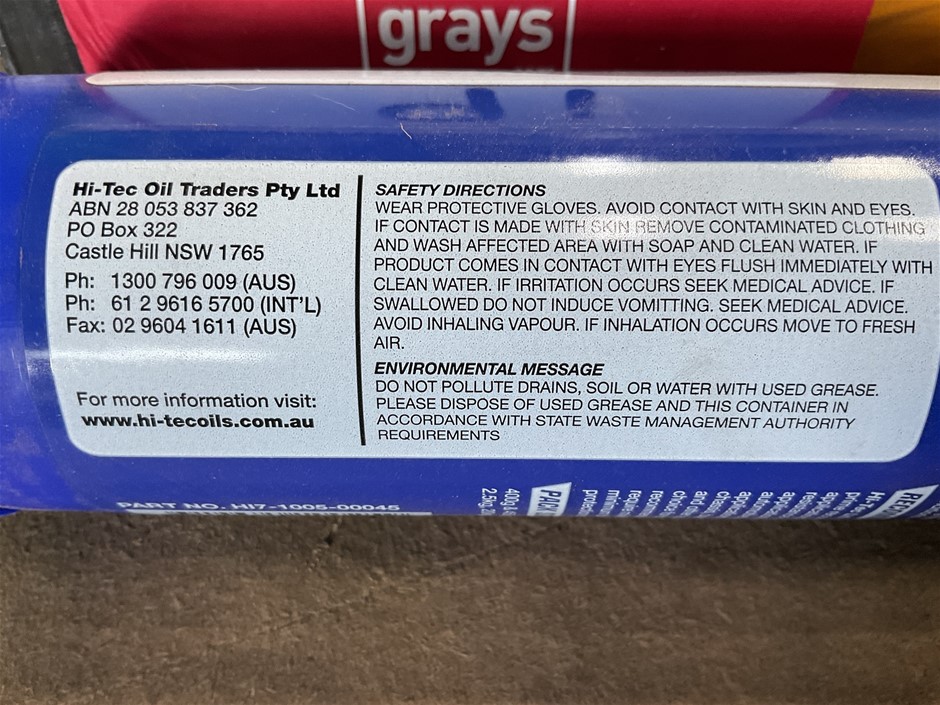 grays
Hi-Tec Oil Traders Pty Ltd
ABN 28 053 837 362
PO Box 322
Castle Hill NSW 1765
Ph: 1300 796 009 (AUS)
Ph: 61 2 9616 5700 (INT'L)
Fax: 02 9604 1611 (AUS)
For more information visit:
www.hi-tecoils.com.au
SAFETY DIRECTIONS
WEAR PROTECTIVE GLOVES. AVOID CONTACT WITH SKIN AND EYES.
IF CONTACT IS MADE WITH SKIN REMOVE CONTAMINATED CLOTHING
AND WASH AFFECTED AREA WITH SOAP AND CLEAN WATER. IF
PRODUCT COMES IN CONTACT WITH EYES FLUSH IMMEDIATELY WITH
CLEAN WATER. IF IRRITATION OCCURS SEEK MEDICAL ADVICE. IF
SWALLOWED DO NOT INDUCE VOMITTING. SEEK MEDICAL ADVICE.
AVOID INHALING VAPOUR. IF INHALATION OCCURS MOVE TO FRESH
AIR.
ENVIRONMENTAL MESSAGE
DO NOT POLLUTE DRAINS, SOIL OR WATER WITH USED GREASE.
PLEASE DISPOSE OF USED GREASE AND THIS CONTAINER IN
ACCORDANCE WITH STATE WASTE MANAGEMENT AUTHORITY
REQUIREMENTS
PART NO. HI7-1005-00045